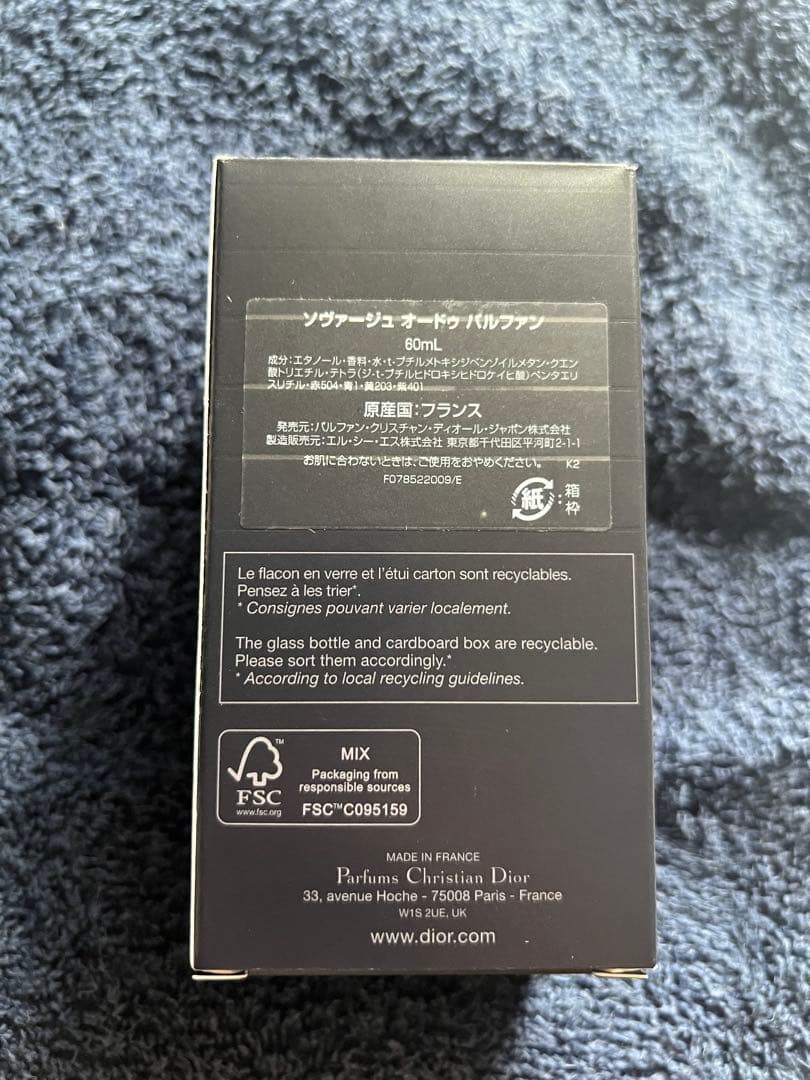 ソヴァージュ オードゥ パルファン
60mL
成分:エタノール・香料・水・t-ブチルメトキシジベンゾイルメタン・クエン
酸トリエチル・テトラ(ジ-t-ブチルヒドロキシヒドロケイヒ酸)ペンタエリ
スリチル・赤504・青1・黄203・紫401
原産国:フランス
発売元:パルファン・クリスチャン・ディオール・ジャポン株式会社
製造販売元:エル・シー・エス株式会社 東京都千代田区平河町2-1-1
お肌に合わないときは、ご使用をおやめください。 K2
F078522009/E
紙:箱
枠
Le flacon en verre et l'étui carton sont recyclables.
Pensez à les trier*.
* Consignes pouvant varier localement.
The glass bottle and cardboard box are recyclable.
Please sort them accordingly.*
* According to local recycling guidelines.
FSC
www.fsc.org
TM
MIX
Packaging from
responsible sources
FSC™C095159
MADE IN FRANCE
Parfums Christian Dior
33, avenue Hoche - 75008 Paris - France
W1S 2UE, UK
www.dior.com